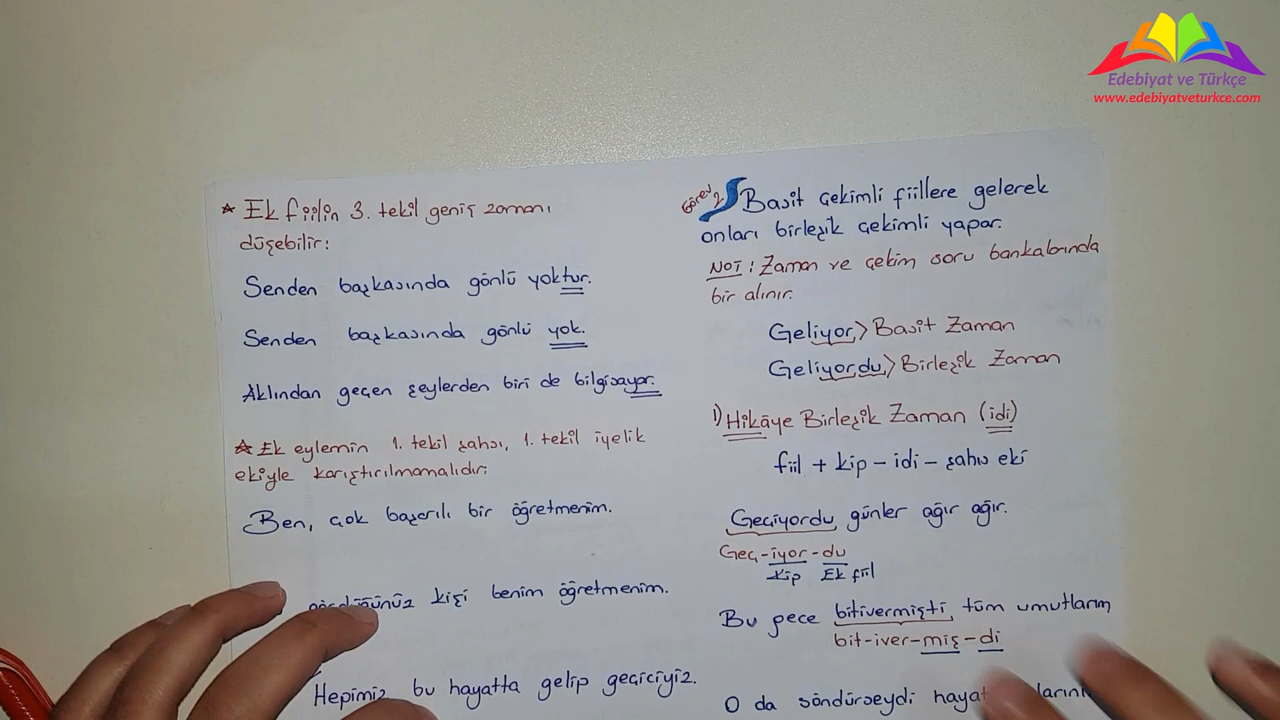 Edebiyat ve Türkçe
www.edebiyatveturkce.com
☆ Ek fiilin 3. tekil geniş zamanı
düşebilir:
Senden başkasında gönlü yoktur.
Senden başkasında gönlü yok.
Aklından geçen şeylerden biri de bilgisayar.
☆ Ek eylemin 1. tekil şahsı, 1. tekil iyelik
ekiyle karıştırılmamalıdır:
Ben, çok başarılı bir öğretmenim.
gördüğünüz kişi benim öğretmenim.
Hepimiz bu hayatta gelip geçiciyiz.
Görev 2
Basit çekimli fiillere gelerek
onları birleşik çekimli yapar.
NOT: Zaman ve çekim soru bankalarında
bir alınır.
Geliyor > Basit Zaman
Geliyordu > Birleşik Zaman
1) Hikâye Birleşik Zaman (idi)
fiil + kip - idi - şahıs eki
Geçiyordu günler ağır ağır.
Geç-iyor-du
Kip Ek fiil
Bu gece bitivermişti tüm umutlarım
bit-iver-miş-di
O da söndürseydi